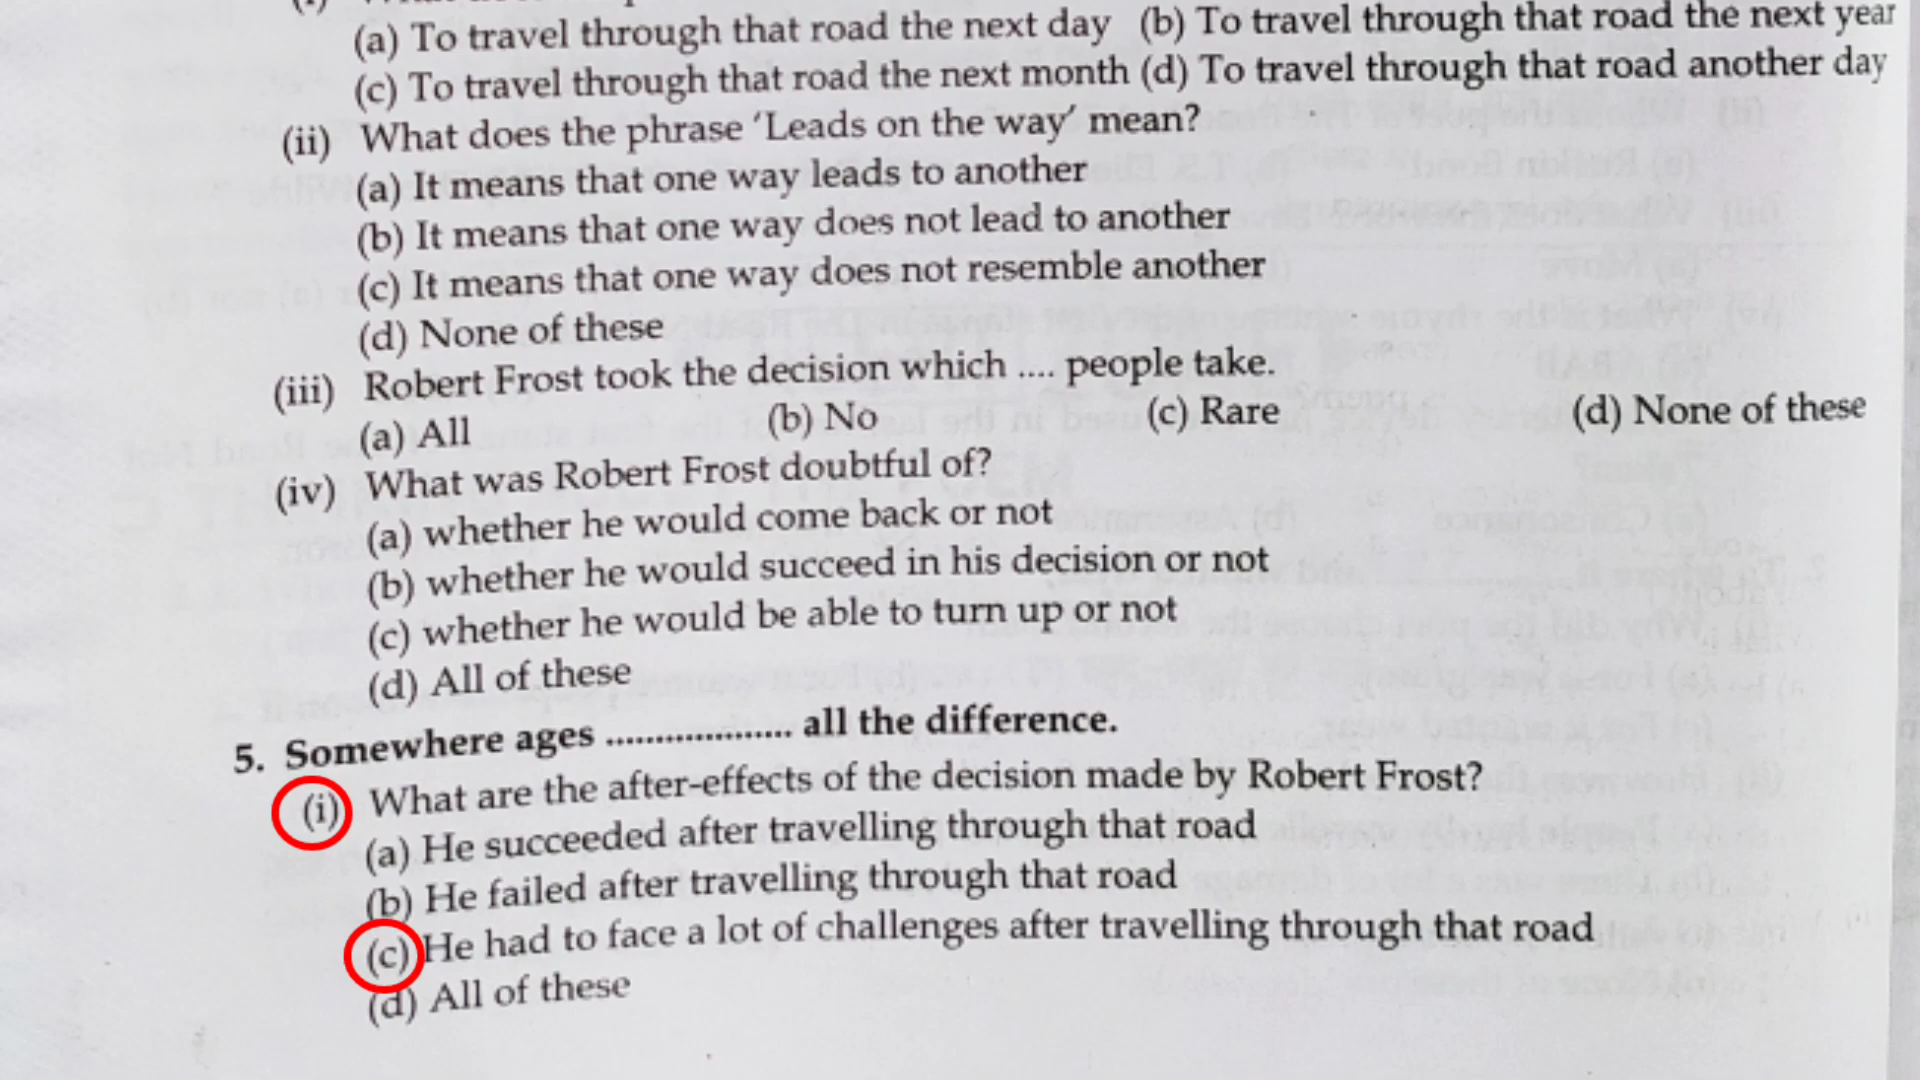 (a) To travel through that road the next day (b) To travel through that road the next year
(c) To travel through that road the next month (d) To travel through that road another day
(ii) What does the phrase 'Leads on the way' mean?
(a) It means that one way leads to another
(b) It means that one way does not lead to another
(c) It means that one way does not resemble another
(d) None of these
(iii) Robert Frost took the decision which .... people take.
(a) All (b) No (c) Rare (d) None of these
(iv) What was Robert Frost doubtful of?
(a) whether he would come back or not
(b) whether he would succeed in his decision or not
(c) whether he would be able to turn up or not
(d) All of these
5. Somewhere ages ................... all the difference.
(i) What are the after-effects of the decision made by Robert Frost?
(a) He succeeded after travelling through that road
(b) He failed after travelling through that road
(c) He had to face a lot of challenges after travelling through that road
(d) All of these